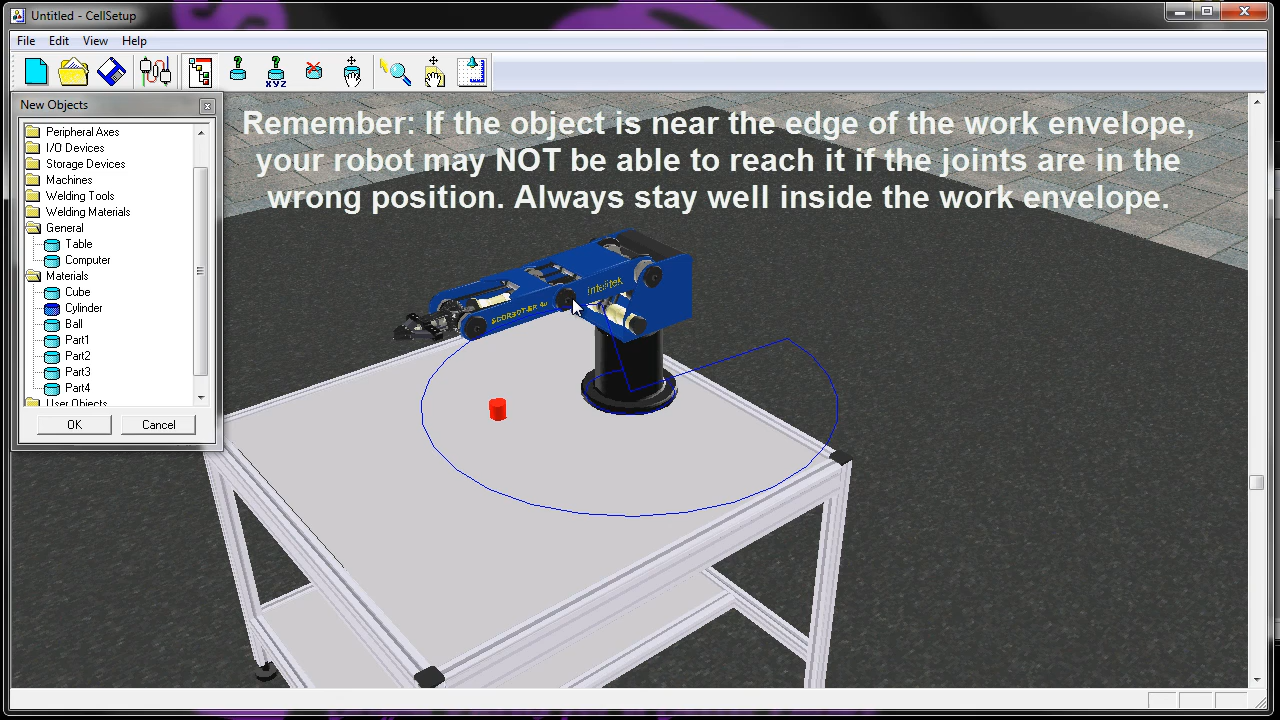 Untitled - CellSetup
File Edit View Help
XYZ
New Objects
Peripheral Axes
I/O Devices
Storage Devices
Machines
Welding Tools
Welding Materials
General
Table
Computer
Materials
Cube
Cylinder
Ball
Part1
Part2
Part3
Part4
User Objects
OK Cancel
Remember: If the object is near the edge of the work envelope,
your robot may NOT be able to reach it if the joints are in the
wrong position. Always stay well inside the work envelope.
intelitek
SCORBOT-ER 4u